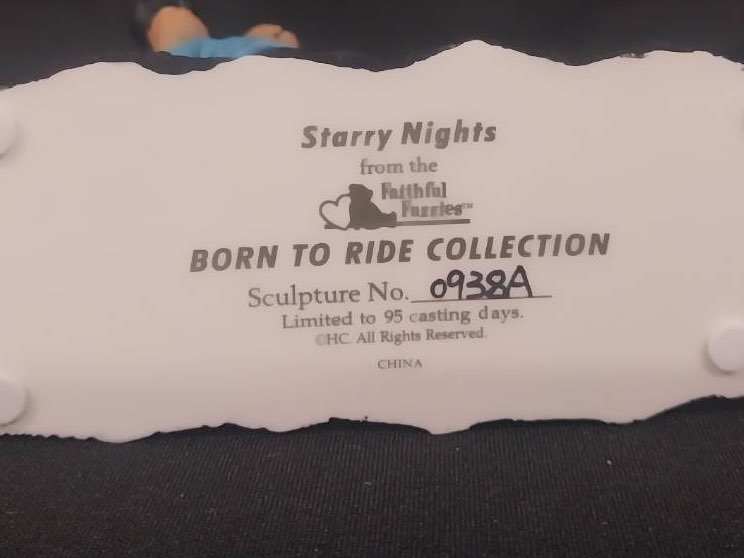 Starry Nights
from the
Faithful
Fuzzies™
BORN TO RIDE COLLECTION
Sculpture No. 0938A
Limited to 95 casting days.
©HC. All Rights Reserved.
CHINA